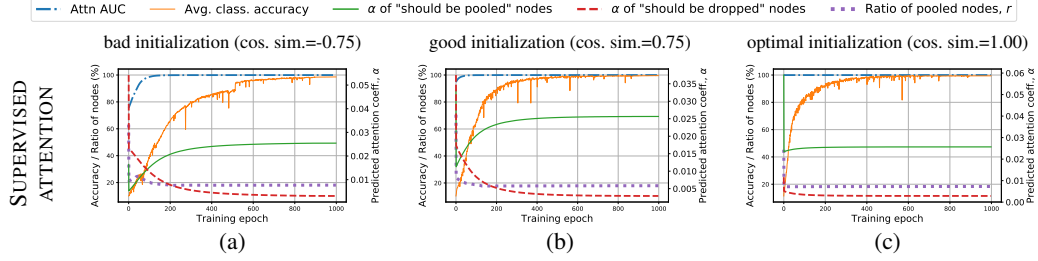 Attn AUC Avg. class. accuracy α of "should be pooled" nodes α of "should be dropped" nodes Ratio of pooled nodes, r
bad initialization (cos. sim.=-0.75) good initialization (cos. sim.=0.75) optimal initialization (cos. sim.=1.00)
SUPERVISED
ATTENTION
Accuracy / Ratio of nodes (%)
100
80
60
40
20
0 200 400 600 800 1000
Training epoch
0.05
4
0.03
0.02
0.01
Predicted attention coeff., α
(a)
Accuracy / Ratio of nodes (%)
100
80
60
40
20
0 200 400 600 800 1000
Training epoch
0.035
0.030
0.025
0.020
0.015
0.010
0.005
Predicted attention coeff., α
(b)
Accuracy / Ratio of nodes (%)
100
80
60
40
20
0 200 400 600 800 1000
Training epoch
0.06
0.05
0.04
0.03
0.02
0.01
0.00
Predicted attention coeff., α
(c)